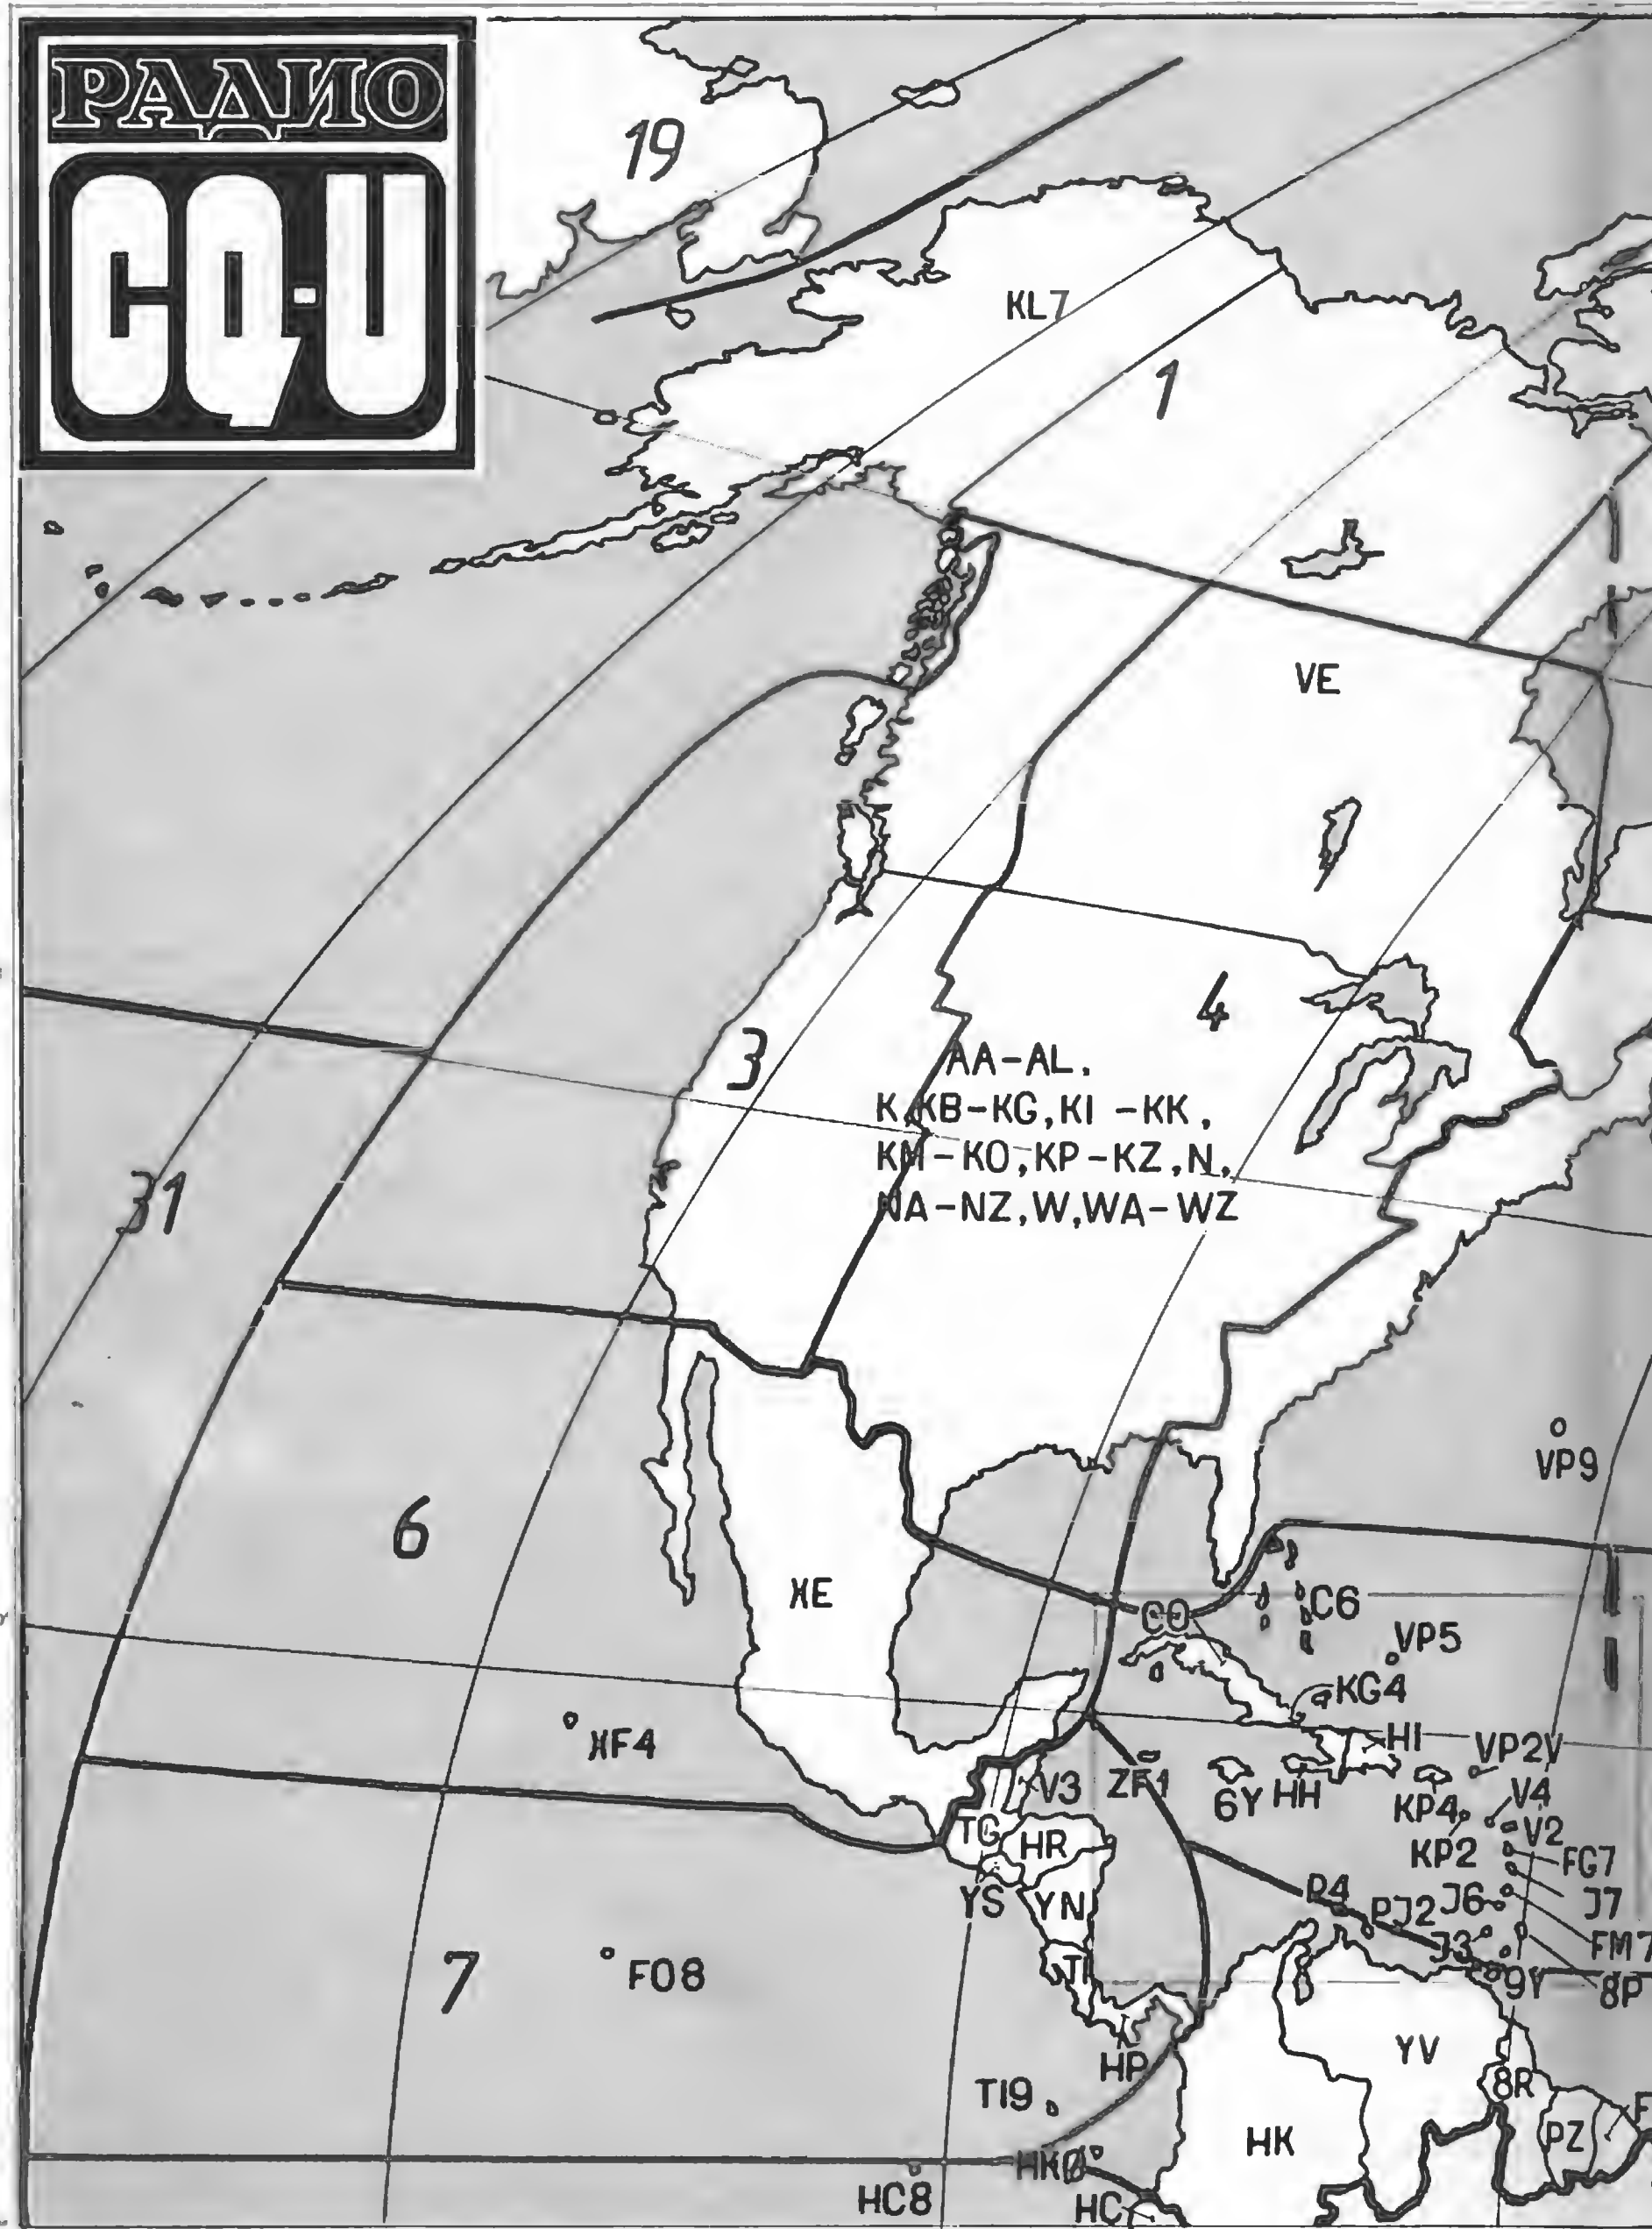 РАДИО
CQ-U
19
KL7
1
VE
4
3
AA-AL,
K,KB-KG,KI-KK,
KM-KO,KP-KZ,N,
NA-NZ,W,WA-WZ
31
VP9
6
XE
CO
C6
VP5
KG4
XF4
HI
VP2V
V3
ZF1
6Y
HH
KP4
V4
TG
HR
V2
KP2
FG7
YS
YN
P4
PJ2
J6
J7
J3
FM7
7
FO8
TI
9Y
8P
HP
YV
TI9
8R
HK
PZ
HKØ
HC8
HC